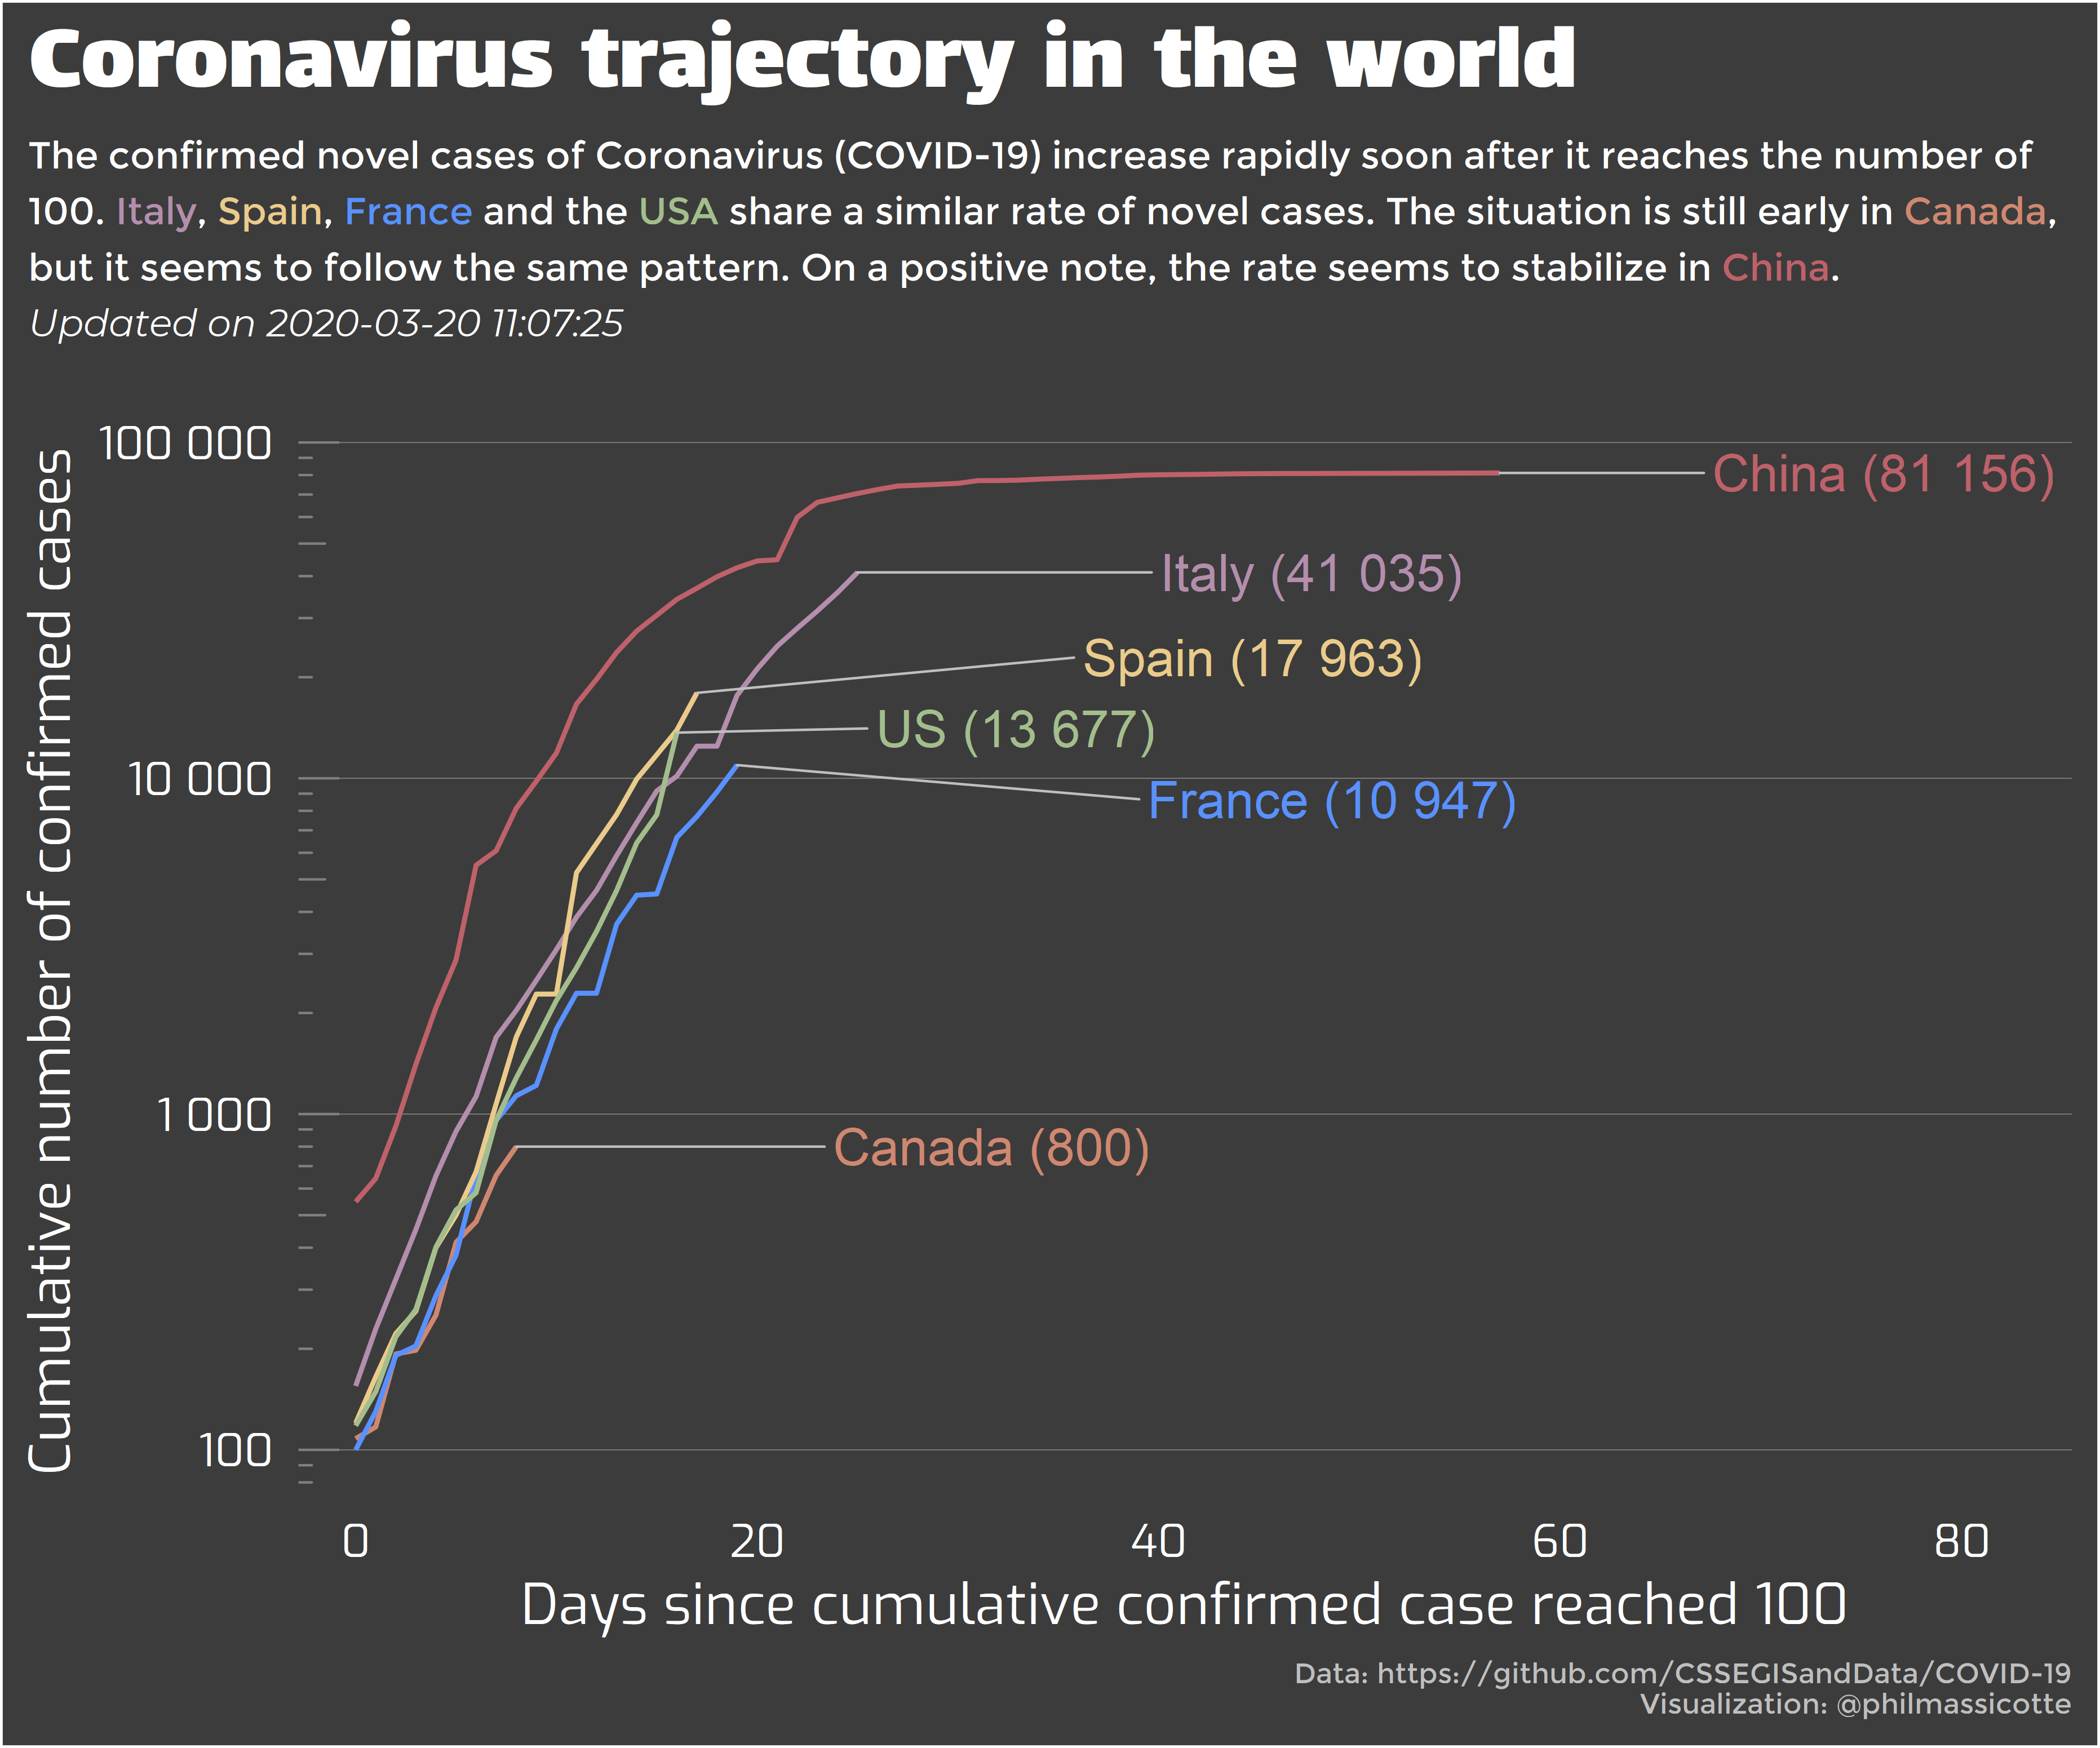 Coronavirus trajectory in the world
The confirmed novel cases of Coronavirus (COVID-19) increase rapidly soon after it reaches the number of
100. Italy, Spain, France and the USA share a similar rate of novel cases. The situation is still early in Canada,
but it seems to follow the same pattern. On a positive note, the rate seems to stabilize in China.
Updated on 2020-03-20 11:07:25
Cumulative number of confirmed cases
100 000
10 000
1 000
100
China (81 156)
Italy (41 035)
Spain (17 963)
US (13 677)
France (10 947)
Canada (800)
0 20 40 60 80
Days since cumulative confirmed case reached 100
Data: https://github.com/CSSEGISandData/COVID-19
Visualization: @philmassicotte